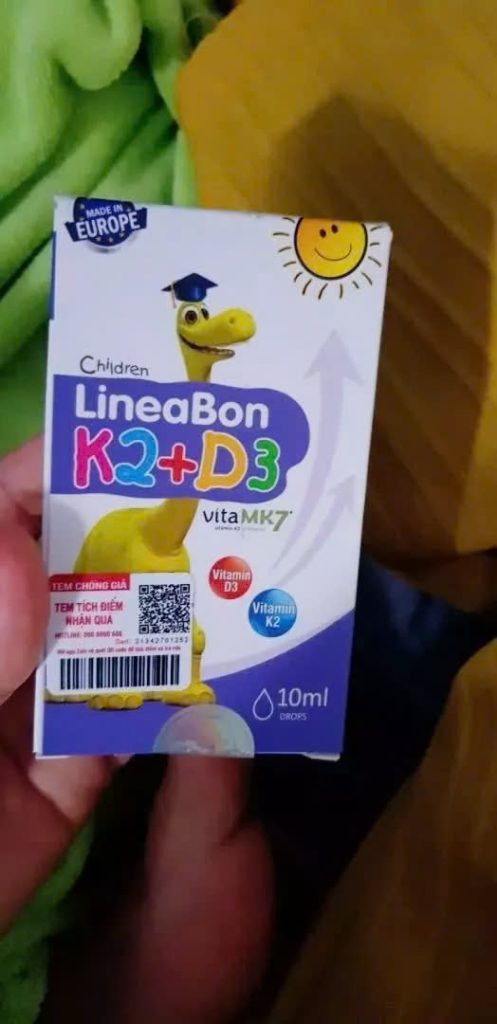 MADE IN
EUROPE
Children
LineaBon
K2+D3
vitaMK7
TEM CHỐNG GIẢ
TEM TÍCH ĐIỂM
NHẬN QUÀ
Vitamin
D3
Vitamin
K2
10ml
DROPS